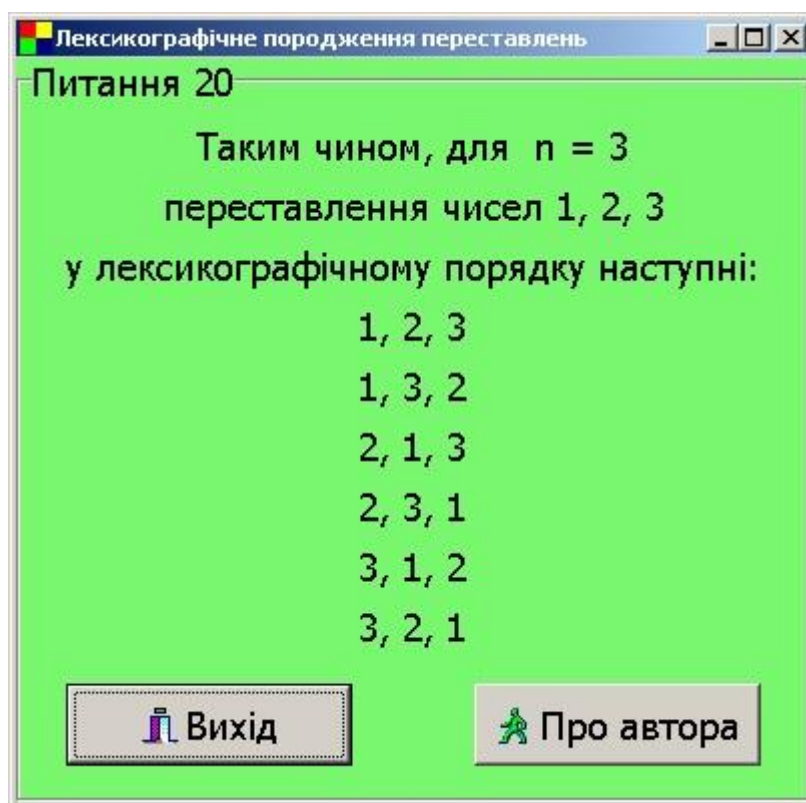 Лексикографічне породження переставлень
Питання 20
Таким чином, для n = 3
переставлення чисел 1, 2, 3
у лексикографічному порядку наступні:
1, 2, 3
1, 3, 2
2, 1, 3
2, 3, 1
3, 1, 2
3, 2, 1
Вихід
Про автора